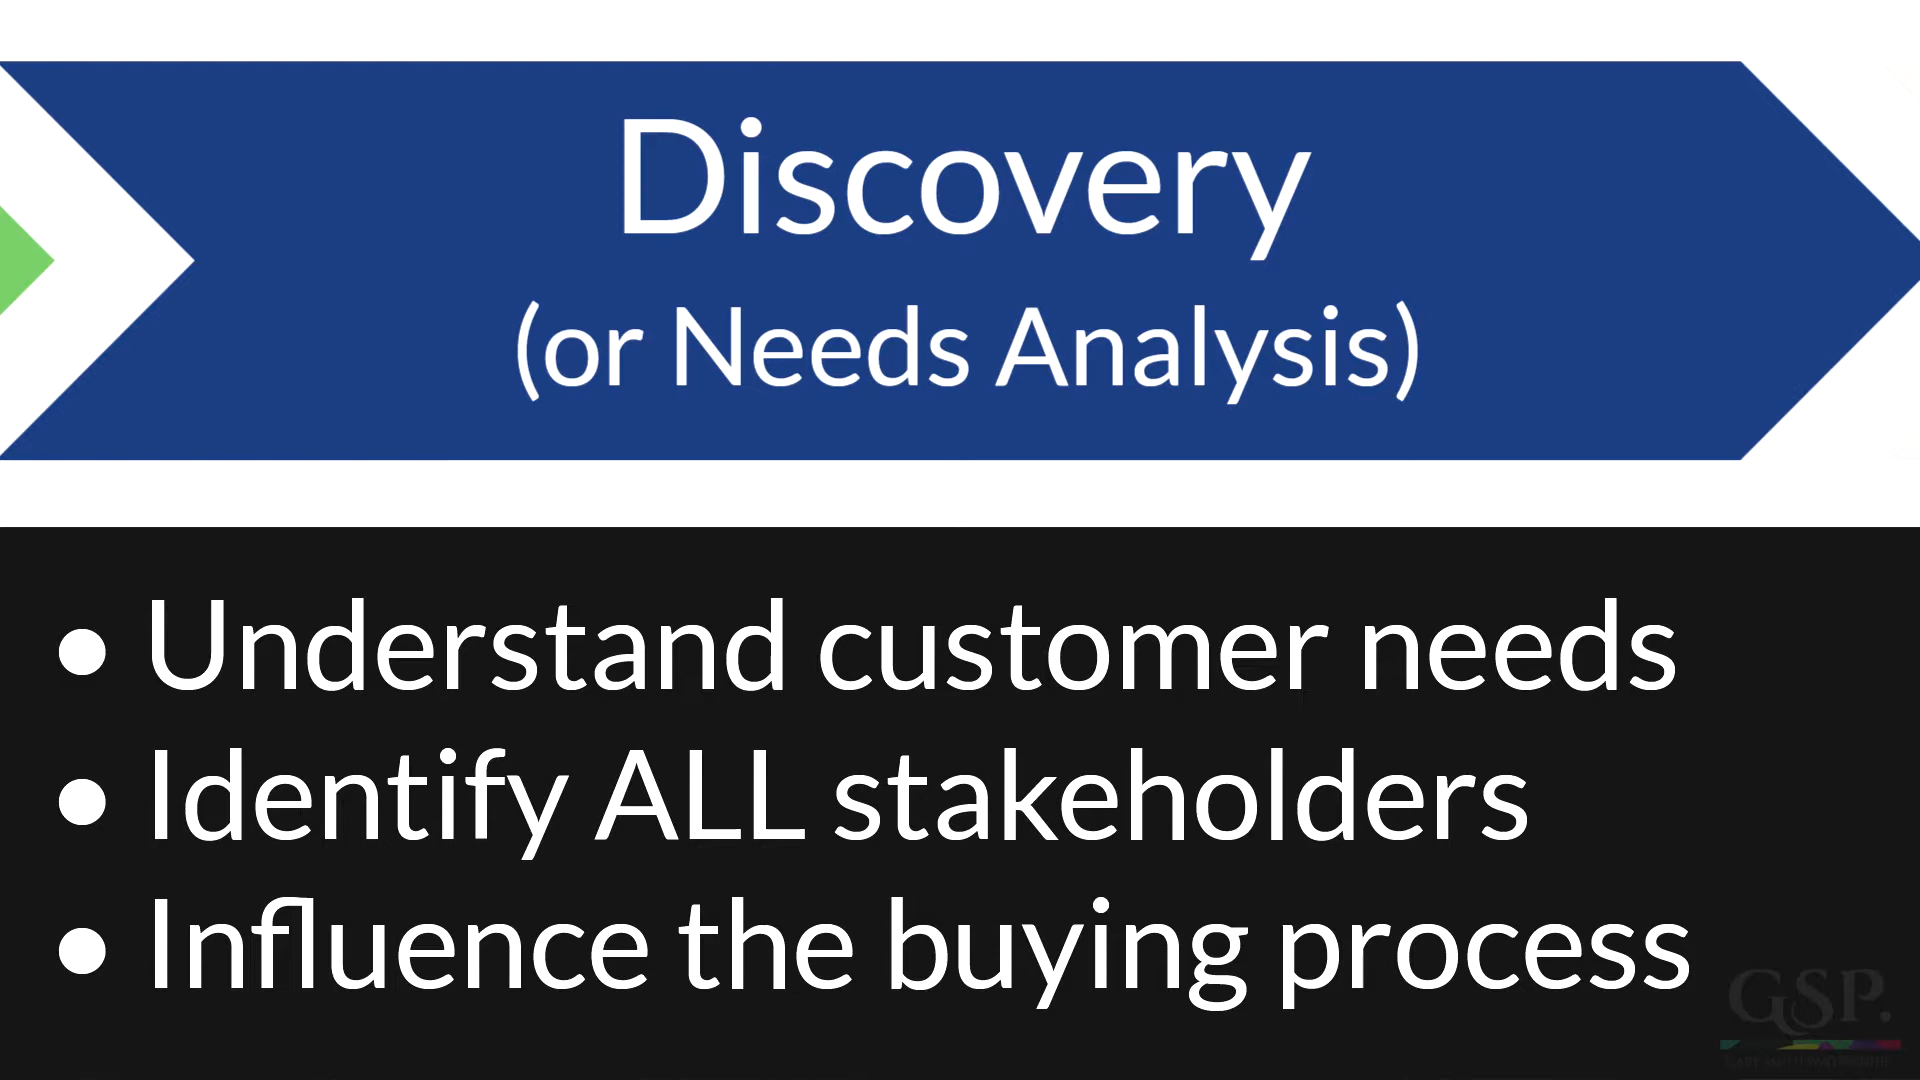 Discovery
(or Needs Analysis)
• Understand customer needs
• Identify ALL stakeholders
• Influence the buying process
GSP.